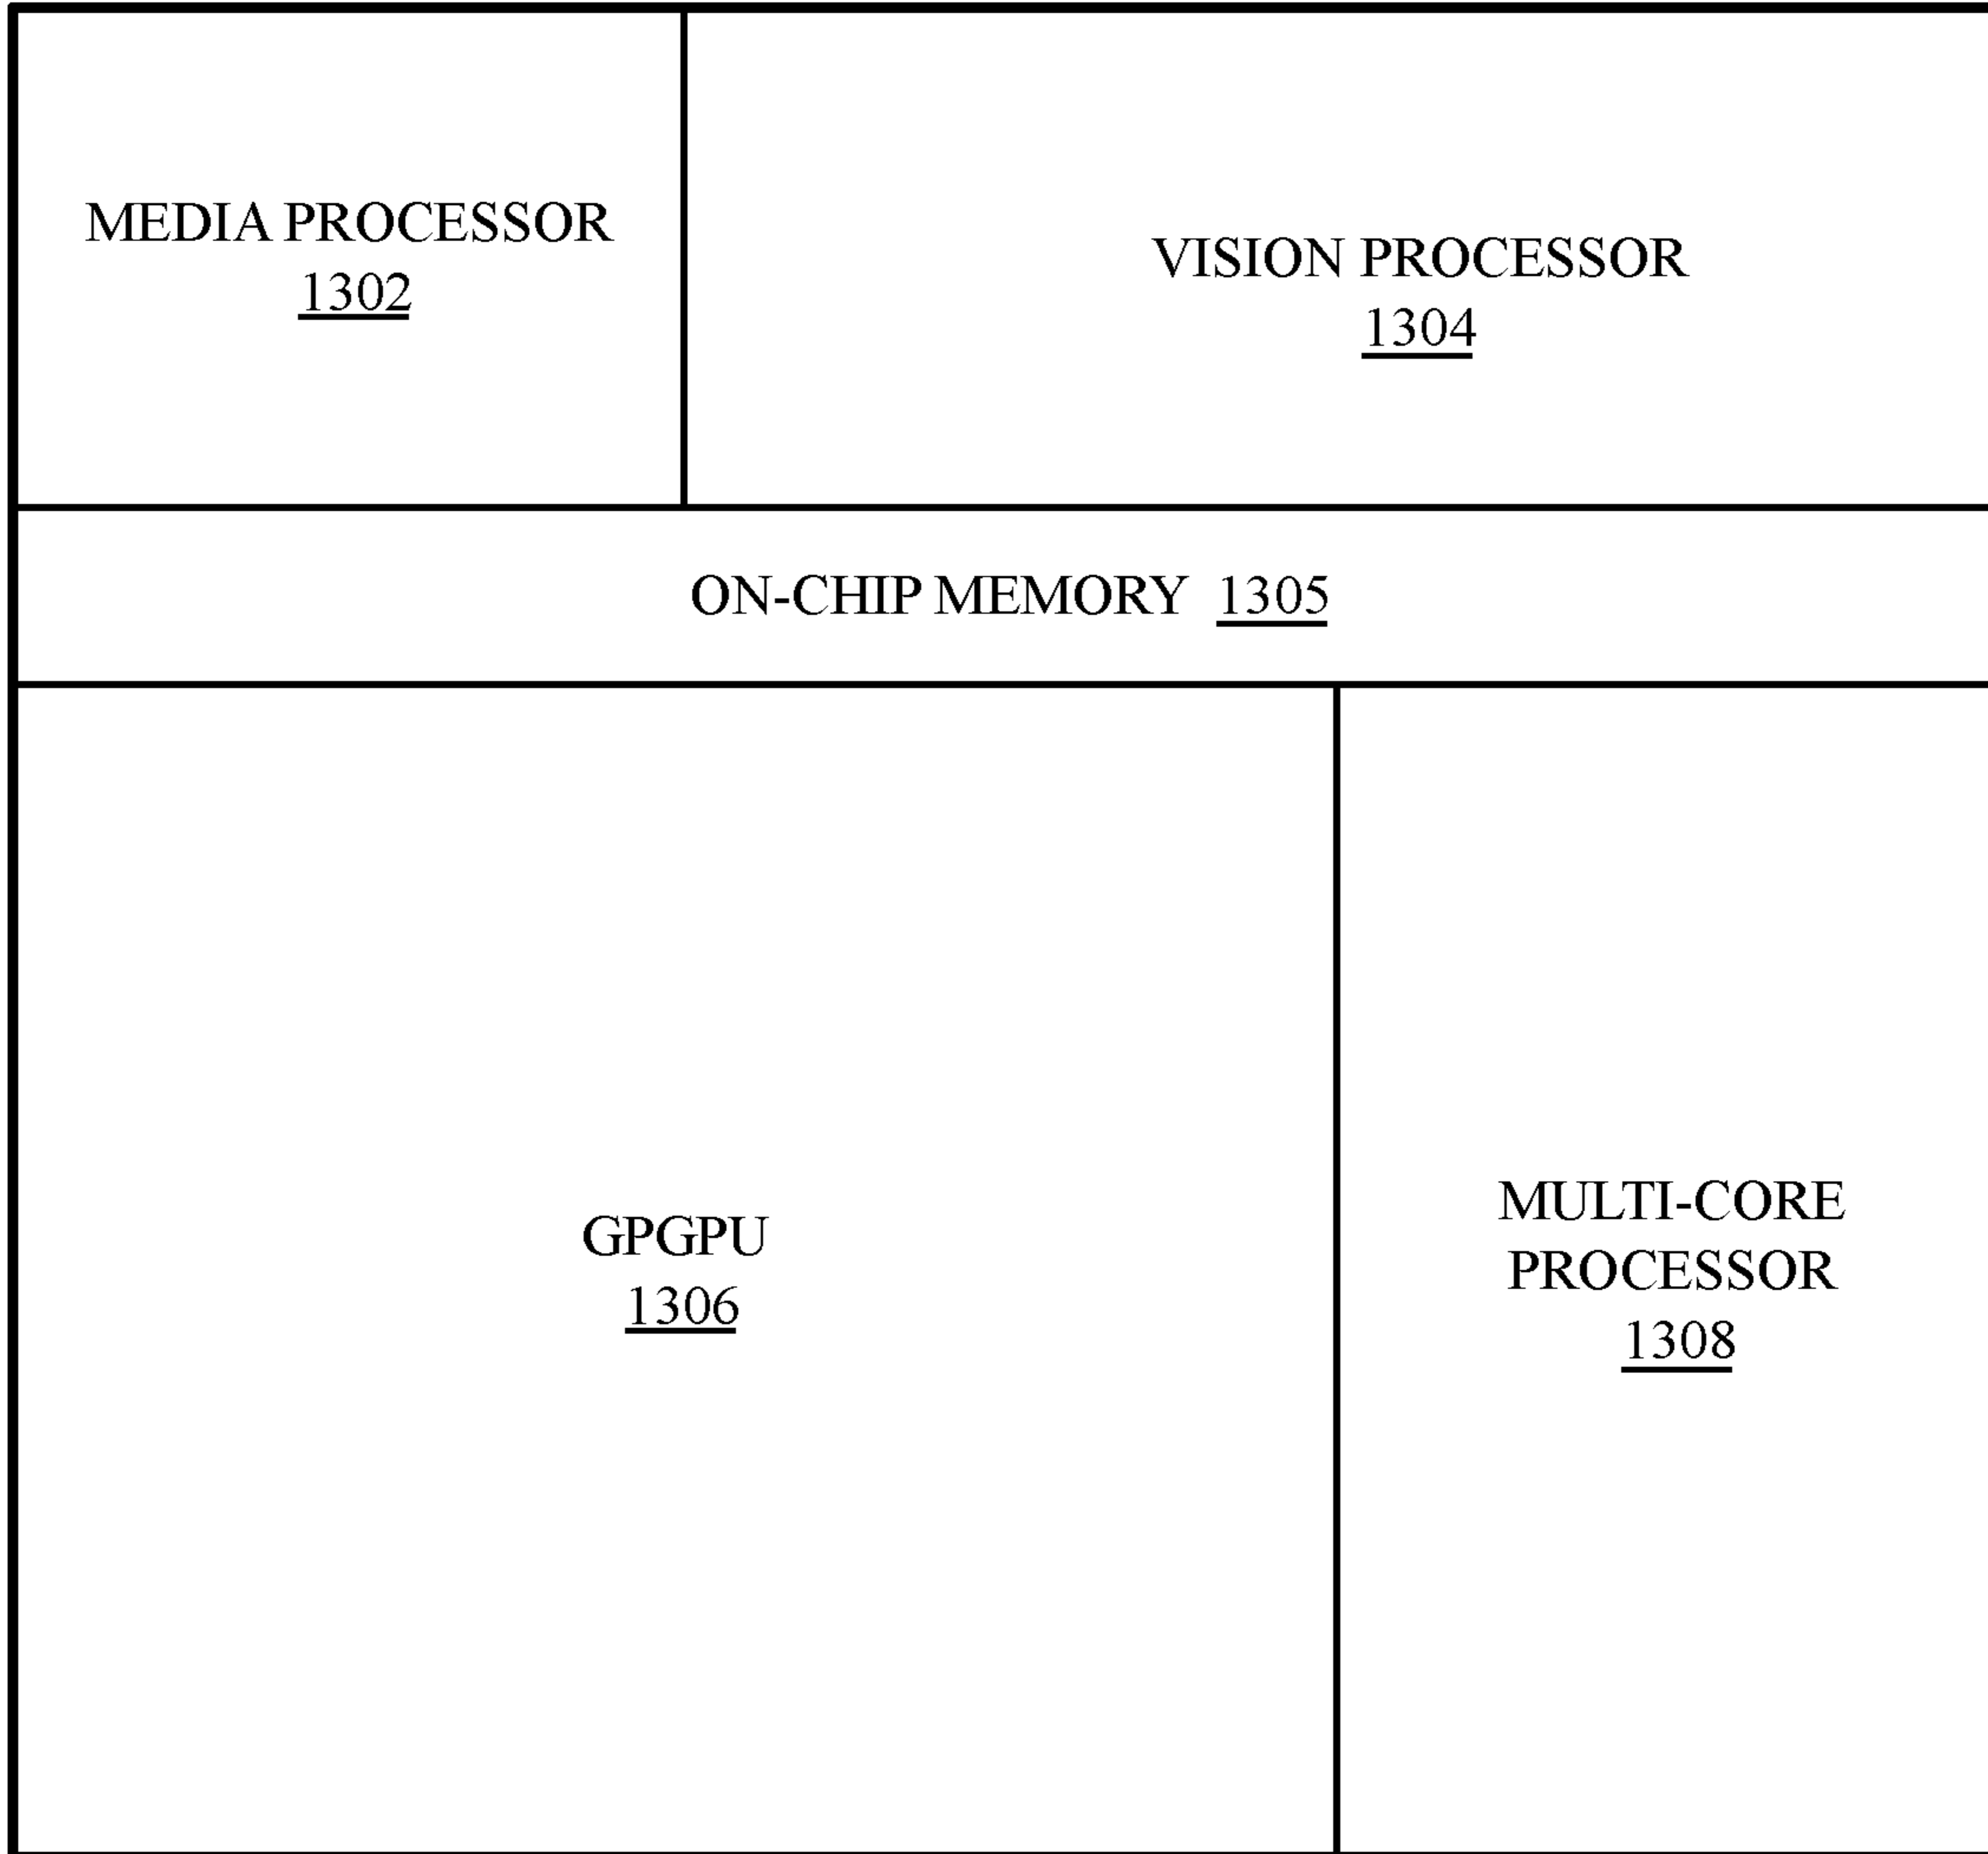 MEDIA PROCESSOR
1302
VISION PROCESSOR
1304
ON-CHIP MEMORY 1305
GPGPU
1306
MULTI-CORE
PROCESSOR
1308